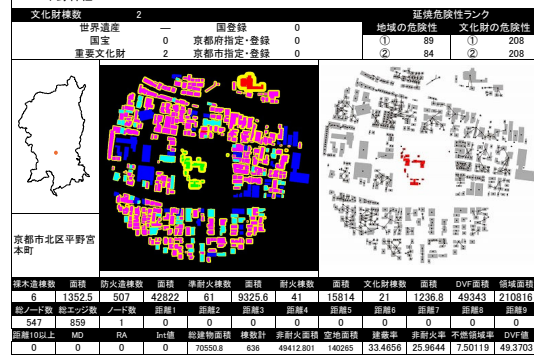 文化財棟数 2 延焼危険性ランク
世界遺産 — 国登録 0 地域の危険性 文化財の危険性
国宝 0 京都府指定・登録 0 ① 89 ① 208
重要文化財 2 京都市指定・登録 0 ② 84 ② 208
京都市北区平野宮
本町
裸木造棟数 面積 防火造棟数 面積 準耐火棟数 面積 耐火棟数 面積 文化財棟数 面積 DVF面積 領域面積
6 1352.5 507 42822 61 9325.6 41 15814 21 1236.8 49343 210816
総ノード数 総エッジ数 ノード数 距離1 距離2 距離3 距離4 距離5 距離6 距離7 距離8 距離9
547 859 1 0 0 0 0 0 0 0 0 0
距離10以上 MD RA Int値 総建物面積 棟数計 非耐火面積 空地面積 建蔽率 非耐火率 不燃領域率 DVF値
0 0 0 0 70550.8 636 49412.801 140265 33.4656 25.9644 7.50119 49.3703